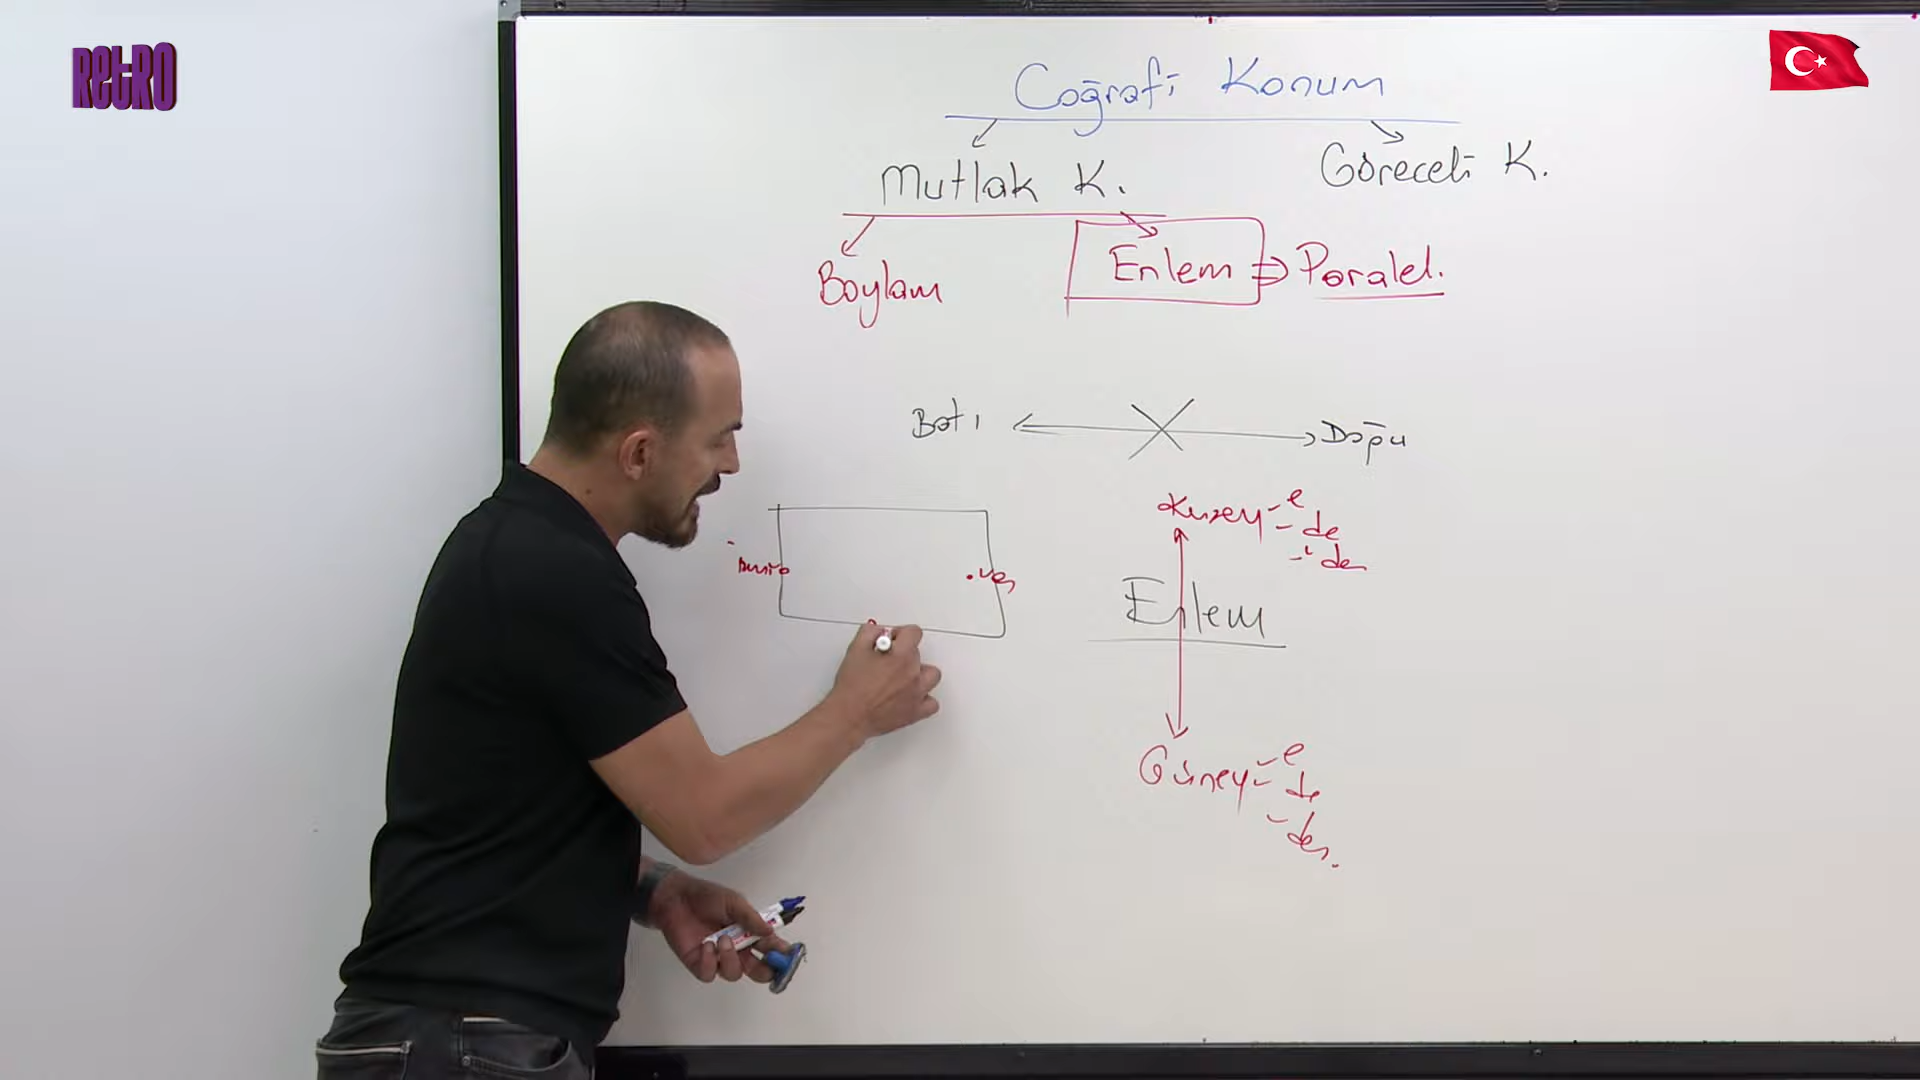 RETRO
Coğrafi Konum
Mutlak K.
Göreceli K.
Boylam
Enlem
Paralel.
Batı
Doğu
Kuzey - e
- de
- den
Enlem
Güney - e
- de
- den.